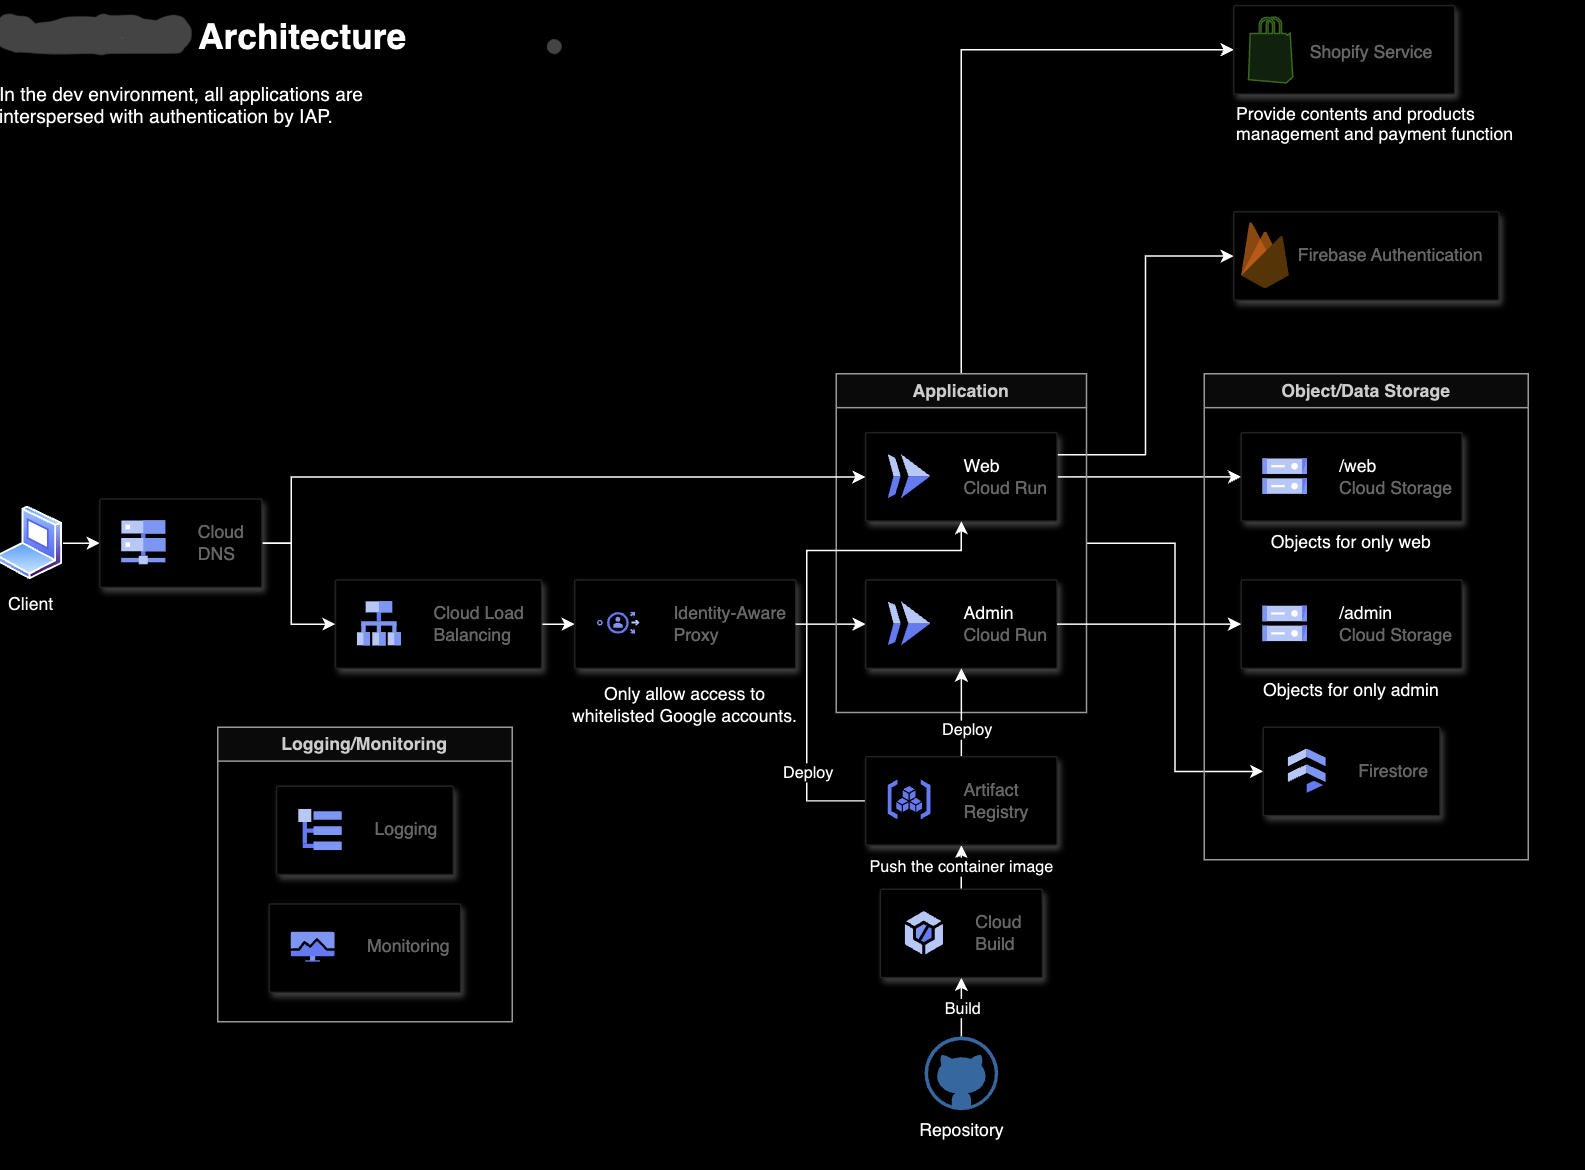 Architecture
In the dev environment, all applications are
interspersed with authentication by IAP.
Shopify Service
Provide contents and products
management and payment function
Firebase Authentication
Application
Web
Cloud Run
Admin
Cloud Run
Object/Data Storage
/web
Cloud Storage
Objects for only web
/admin
Cloud Storage
Objects for only admin
Firestore
Client
Cloud
DNS
Cloud Load
Balancing
Identity-Aware
Proxy
Only allow access to
whitelisted Google accounts.
Logging/Monitoring
Logging
Monitoring
Deploy
Deploy
Artifact
Registry
Push the container image
Cloud
Build
Build
Repository